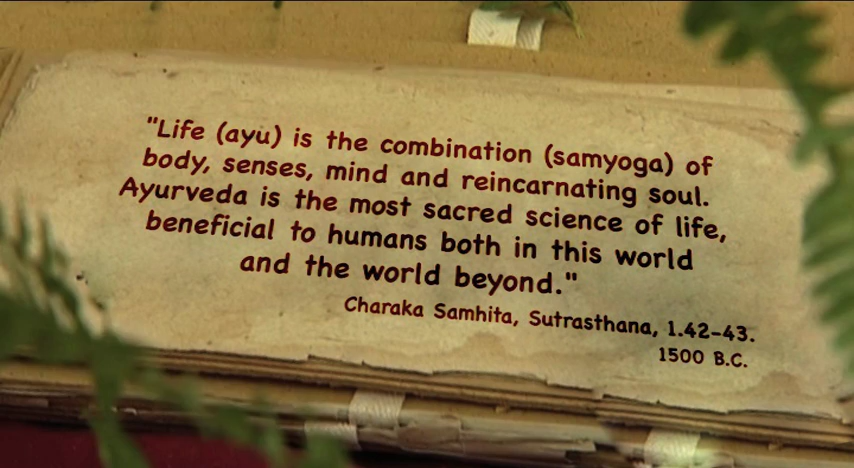 "Life (ayu) is the combination (samyoga) of
body, senses, mind and reincarnating soul.
Ayurveda is the most sacred science of life,
beneficial to humans both in this world
and the world beyond."
Charaka Samhita, Sutrasthana, 1.42-43.
1500 B.C.